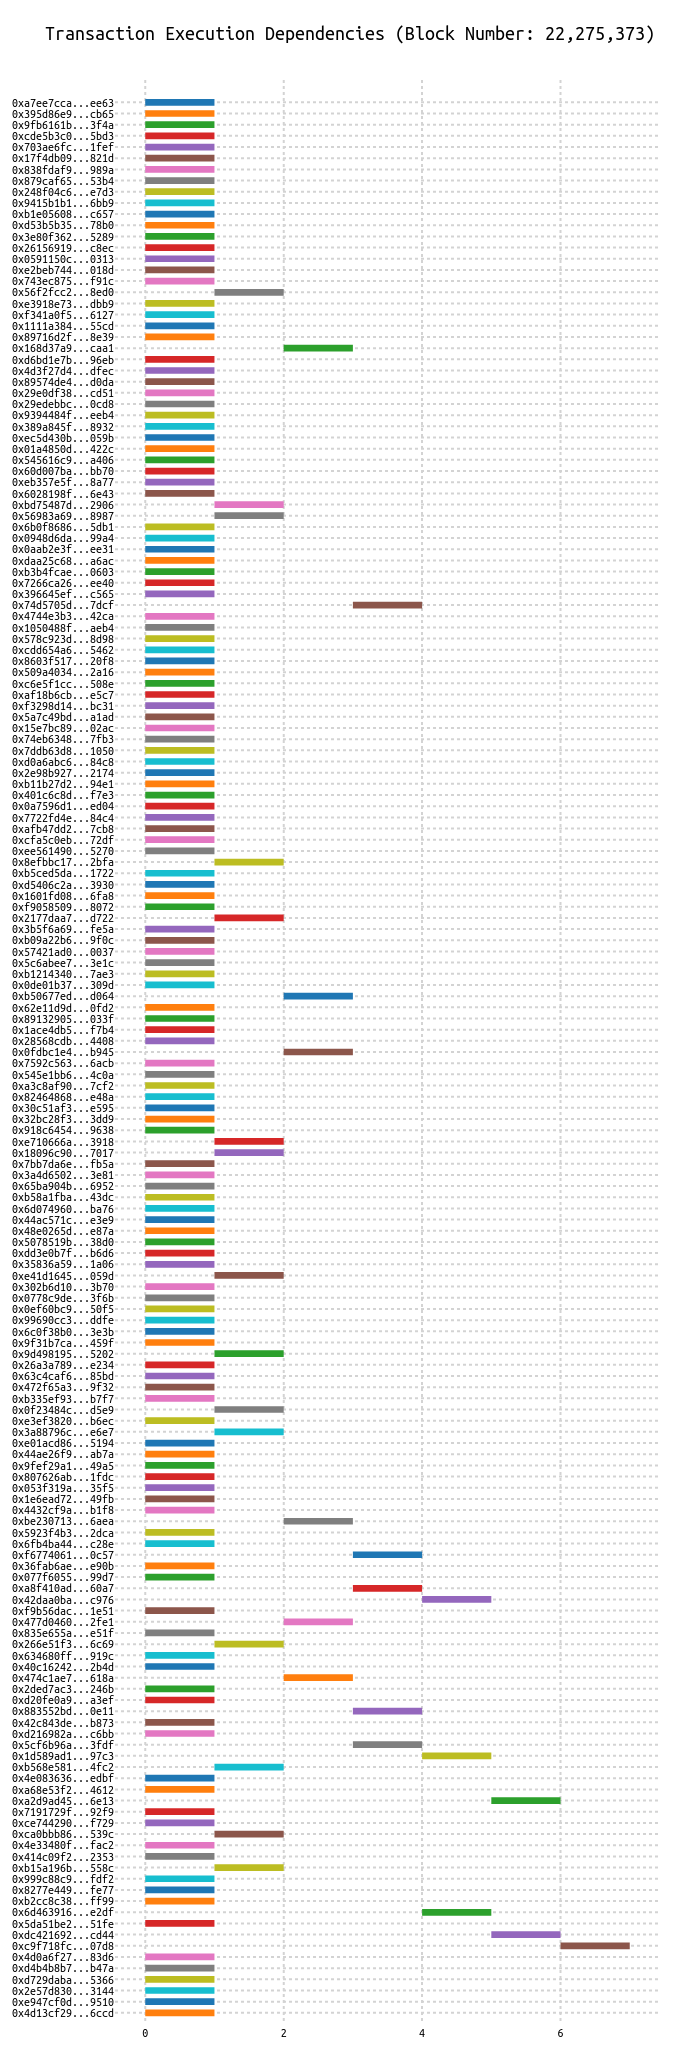 Transaction Execution Dependencies (Block Number: 22,275,373)
0xa7ee7cca...ee63
0x395d86e9...cb65
0x9fb6161b...3f4a
0xcde5b3c0...5bd3
0x703ae6fc...1fef
0x17f4db09...821d
0x838fdaf9...989a
0x879caf65...53b4
0x248f04c6...e7d3
0x9415b1b1...6bb9
0xb1e05608...c657
0xd53b5b35...78b0
0x3e80f362...5289
0x26156919...c8ec
0x0591150c...0313
0xe2beb744...018d
0x743ec875...f91c
0x56f2fcc2...8ed0
0xe3918e73...dbb9
0xf341a0f5...6127
0x1111a384...55cd
0x89716d2f...8e39
0x168d37a9...caa1
0xd6bd1e7b...96eb
0x4d3f27d4...dfec
0x89574de4...d0da
0x29e0df38...cd51
0x29edebbc...0cd8
0x9394484f...eeb4
0x389a845f...8932
0xec5d430b...059b
0x01a4850d...422c
0x545616c9...a406
0x60d007ba...bb70
0xeb357e5f...8a77
0x6028198f...6e43
0xbd75487d...2906
0x56983a69...8987
0x6b0f8686...5db1
0x0948d6da...99a4
0x0aab2e3f...ee31
0xdaa25c68...a6ac
0xb3b4fcae...0603
0x7266ca26...ee40
0x396645ef...c565
0x74d5705d...7dcf
0x4744e3b3...42ca
0x1050488f...aeb4
0x578c923d...8d98
0xcdd654a6...5462
0x8603f517...20f8
0x509a4034...2a16
0xc6e5f1cc...508e
0xaf18b6cb...e5c7
0xf3298d14...bc31
0x5a7c49bd...a1ad
0x15e7bc89...02ac
0x74eb6348...7fb3
0x7ddb63d8...1050
0xd0a6abc6...84c8
0x2e98b927...2174
0xb11b27d2...94e1
0x401c6c8d...f7e3
0x0a7596d1...ed04
0x7722fd4e...84c4
0xafb47dd2...7cb8
0xcfa5c0eb...72df
0xee561490...5270
0x8efbbc17...2bfa
0xb5ced5da...1722
0xd5406c2a...3930
0x1601fd08...6fa8
0xf9058509...8072
0x2177daa7...d722
0x3b5f6a69...fe5a
0xb09a22b6...9f0c
0x57421ad0...0037
0x5c6abee7...3e1c
0xb1214340...7ae3
0x0de01b37...309d
0xb50677ed...d064
0x62e11d9d...0fd2
0x89132905...033f
0x1ace4db5...f7b4
0x28568cdb...4408
0x0fdbc1e4...b945
0x7592c563...6acb
0x545e1bb6...4c0a
0xa3c8af90...7cf2
0x82464868...e48a
0x30c51af3...e595
0x32bc28f3...3dd9
0x918c6454...9638
0xe710666a...3918
0x18096c90...7017
0x7bb7da6e...fb5a
0x3a4d6502...3e81
0x65ba904b...6952
0xb58a1fba...43dc
0x6d074960...ba76
0x44ac571c...e3e9
0x48e0265d...e87a
0x5078519b...38d0
0xdd3e0b7f...b6d6
0x35836a59...1a06
0xe41d1645...059d
0x302b6d10...3b70
0x0778c9de...3f6b
0x0ef60bc9...50f5
0x99690cc3...ddfe
0x6c0f38b0...3e3b
0x9f31b7ca...459f
0x9d498195...5202
0x26a3a789...e234
0x63c4caf6...85bd
0x472f65a3...9f32
0xb335ef93...b7f7
0x0f23484c...d5e9
0xe3ef3820...b6ec
0x3a88796c...e6e7
0xe01acd86...5194
0x44ae26f9...ab7a
0x9fef29a1...49a5
0x807626ab...1fdc
0x053f319a...35f5
0x1e6ead72...49fb
0x4432cf9a...b1f8
0xbe230713...6aea
0x5923f4b3...2dca
0x6fb4ba44...c28e
0xf6774061...0c57
0x36fab6ae...e90b
0x077f6055...99d7
0xa8f410ad...60a7
0x42daa0ba...c976
0xf9b56dac...1e51
0x477d0460...2fe1
0x835e655a...e51f
0x266e51f3...6c69
0x634680ff...919c
0x40c16242...2b4d
0x474c1ae7...618a
0x2ded7ac3...246b
0xd20fe0a9...a3ef
0x883552bd...0e11
0x42c843de...b873
0xd216982a...c6bb
0x5cf6b96a...3fdf
0x1d589ad1...97c3
0xb568e581...4fc2
0x4e083636...edbf
0xa68e53f2...4612
0xa2d9ad45...6e13
0x7191729f...92f9
0xce744290...f729
0xca0bbb86...539c
0x4e33480f...fac2
0x414c09f2...2353
0xb15a196b...558c
0x999c88c9...fdf2
0x8277e449...fe77
0xb2cc8c38...ff99
0x6d463916...e2df
0x5da51be2...51fe
0xdc421692...cd44
0xc9f718fc...07d8
0x4d0a6f27...83d6
0xd4b4b8b7...b47a
0xd729daba...5366
0x2e57d830...3144
0xe947cf0d...9510
0x4d13cf29...6ccd
0 2 4 6